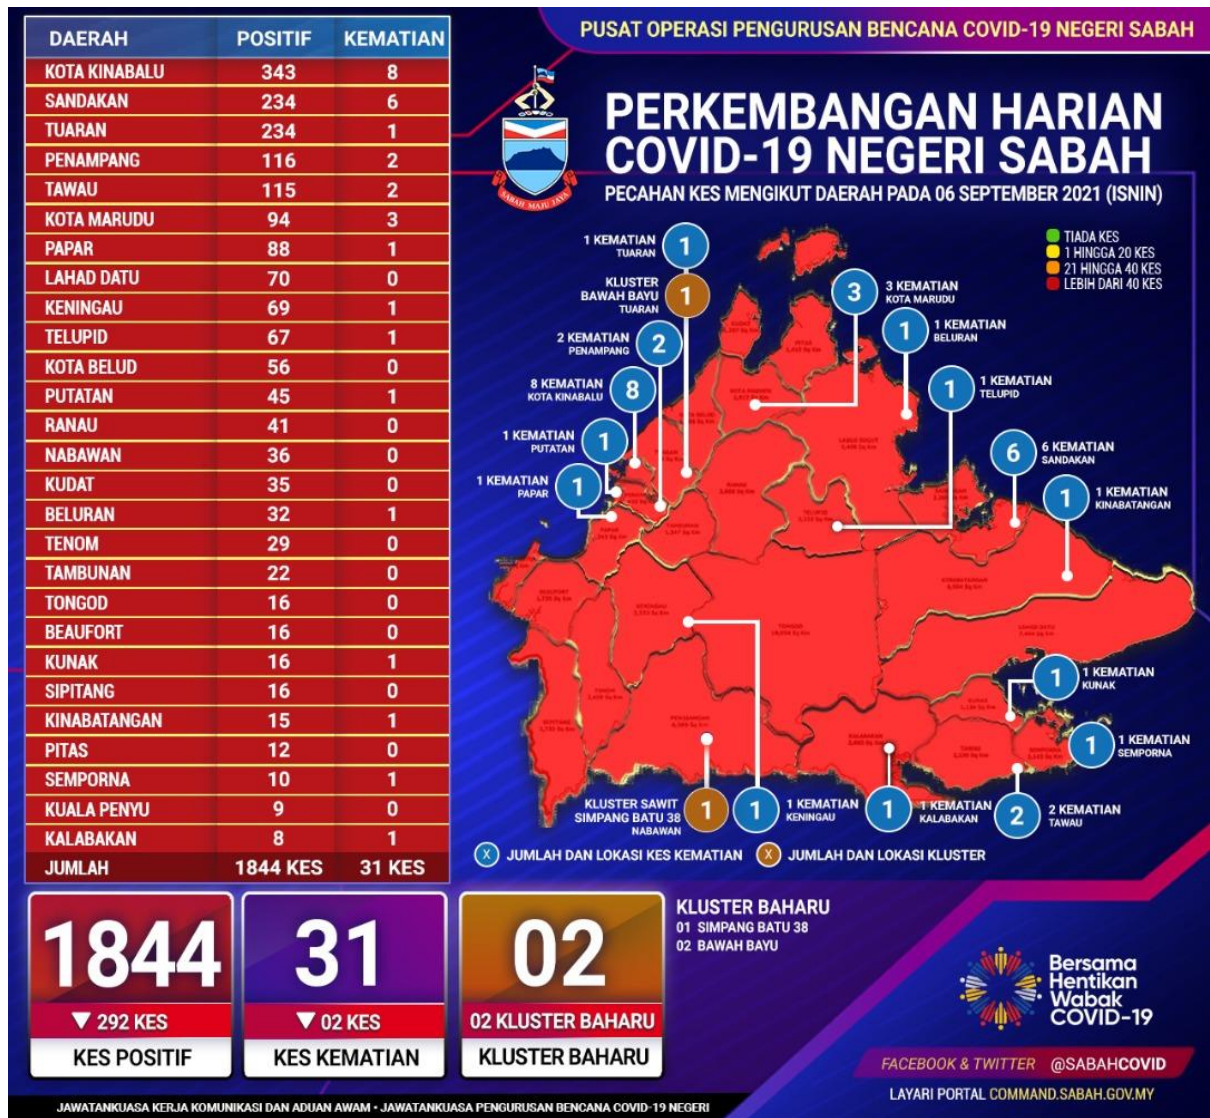 DAERAH POSITIF KEMATIAN
KOTA KINABALU 343 8
SANDAKAN 234 6
TUARAN 234 1
PENAMPANG 116 2
TAWAU 115 2
KOTA MARUDU 94 3
PAPAR 88 1
LAHAD DATU 70 0
KENINGAU 69 1
TELUPID 67 1
KOTA BELUD 56 0
PUTATAN 45 1
RANAU 41 0
NABAWAN 36 0
KUDAT 35 0
BELURAN 32 1
TENOM 29 0
TAMBUNAN 22 0
TONGOD 16 0
BEAUFORT 16 0
KUNAK 16 1
SIPITANG 16 0
KINABATANGAN 15 1
PITAS 12 0
SEMPORNA 10 1
KUALA PENYU 9 0
KALABAKAN 8 1
JUMLAH 1844 KES 31 KES
PUSAT OPERASI PENGURUSAN BENCANA COVID-19 NEGERI SABAH
SABAH MAJU JAYA
PERKEMBANGAN HARIAN
COVID-19 NEGERI SABAH
PECAHAN KES MENGIKUT DAERAH PADA 06 SEPTEMBER 2021 (ISNIN)
TIADA KES
1 HINGGA 20 KES
21 HINGGA 40 KES
LEBIH DARI 40 KES
1 KEMATIAN
TUARAN
1
KLUSTER
BAWAH BAYU
TUARAN
1
2 KEMATIAN
PENAMPANG
2
8 KEMATIAN
KOTA KINABALU
8
1 KEMATIAN
PUTATAN
1
1 KEMATIAN
PAPAR
1
3
3 KEMATIAN
KOTA MARUDU
1
1 KEMATIAN
BELURAN
1
1 KEMATIAN
TELUPID
6
6 KEMATIAN
SANDAKAN
1
1 KEMATIAN
KINABATANGAN
1
1 KEMATIAN
KUNAK
1
1 KEMATIAN
SEMPORNA
KLUSTER SAWIT
SIMPANG BATU 38
NABAWAN
1
1
1 KEMATIAN
KENINGAU
1
1 KEMATIAN
KALABAKAN
2
2 KEMATIAN
TAWAU
X JUMLAH DAN LOKASI KES KEMATIAN X JUMLAH DAN LOKASI KLUSTER
1844
▼ 292 KES
KES POSITIF
31
▼ 02 KES
KES KEMATIAN
02
02 KLUSTER BAHARU
KLUSTER BAHARU
KLUSTER BAHARU
01 SIMPANG BATU 38
02 BAWAH BAYU
Bersama
Hentikan
Wabak
COVID-19
FACEBOOK & TWITTER @SABAHCOVID
LAYARI PORTAL COMMAND.SABAH.GOV.MY
JAWATANKUASA KERJA KOMUNIKASI DAN ADUAN AWAM • JAWATANKUASA PENGURUSAN BENCANA COVID-19 NEGERI